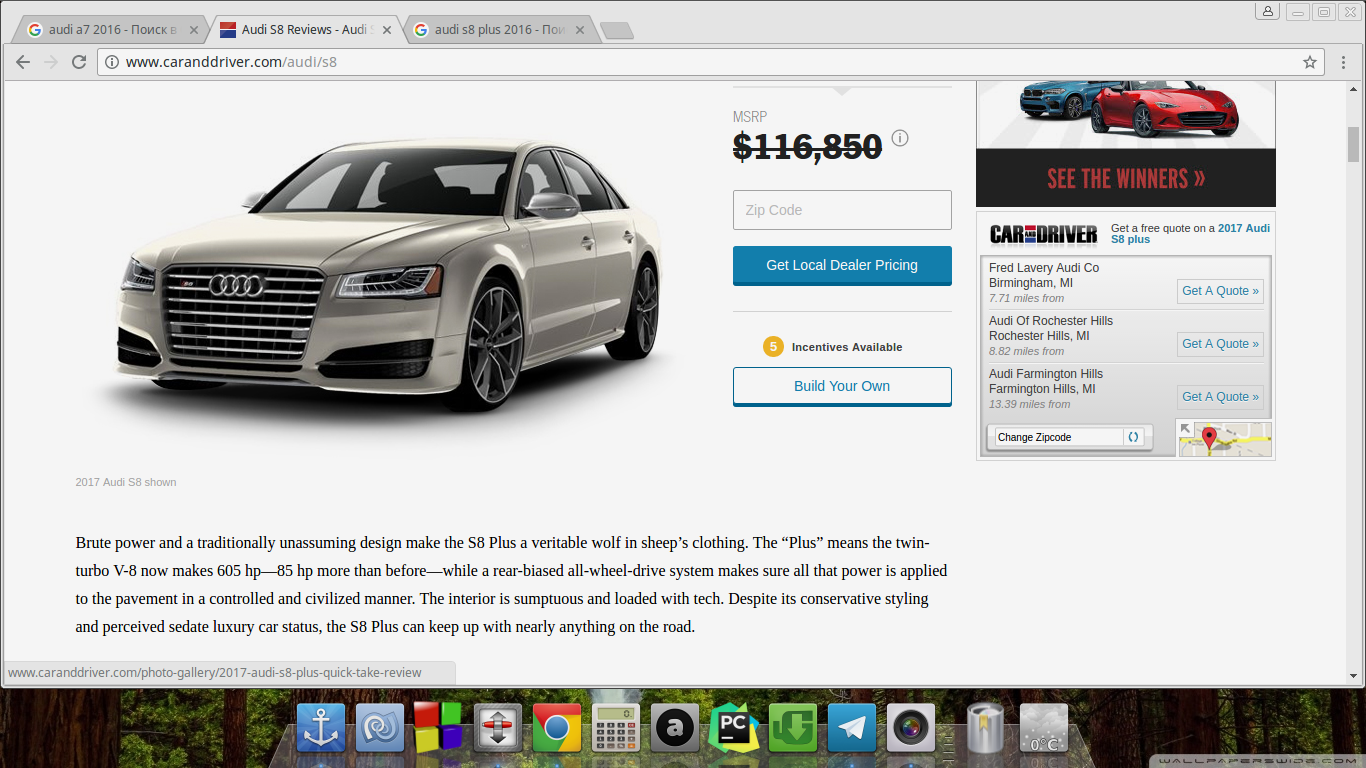 audi a7 2016 - Поиск в
Audi S8 Reviews - Audi S
audi s8 plus 2016 - Пои
www.caranddriver.com/audi/s8
MSRP
$116,850
Zip Code
Get Local Dealer Pricing
5 Incentives Available
Build Your Own
SEE THE WINNERS »
CAR AND DRIVER
Get a free quote on a 2017 Audi
S8 plus
Fred Lavery Audi Co
Birmingham, MI
7.71 miles from
Get A Quote »
Audi Of Rochester Hills
Rochester Hills, MI
8.82 miles from
Get A Quote »
Audi Farmington Hills
Farmington Hills, MI
13.39 miles from
Get A Quote »
Change Zipcode
2017 Audi S8 shown
Brute power and a traditionally unassuming design make the S8 Plus a veritable wolf in sheep’s clothing. The “Plus” means the twin-
turbo V-8 now makes 605 hp—85 hp more than before—while a rear-biased all-wheel-drive system makes sure all that power is applied
to the pavement in a controlled and civilized manner. The interior is sumptuous and loaded with tech. Despite its conservative styling
and perceived sedate luxury car status, the S8 Plus can keep up with nearly anything on the road.
www.caranddriver.com/photo-gallery/2017-audi-s8-plus-quick-take-review
0.
a
PC
0°C
WALLPAPERSWIDE.COM